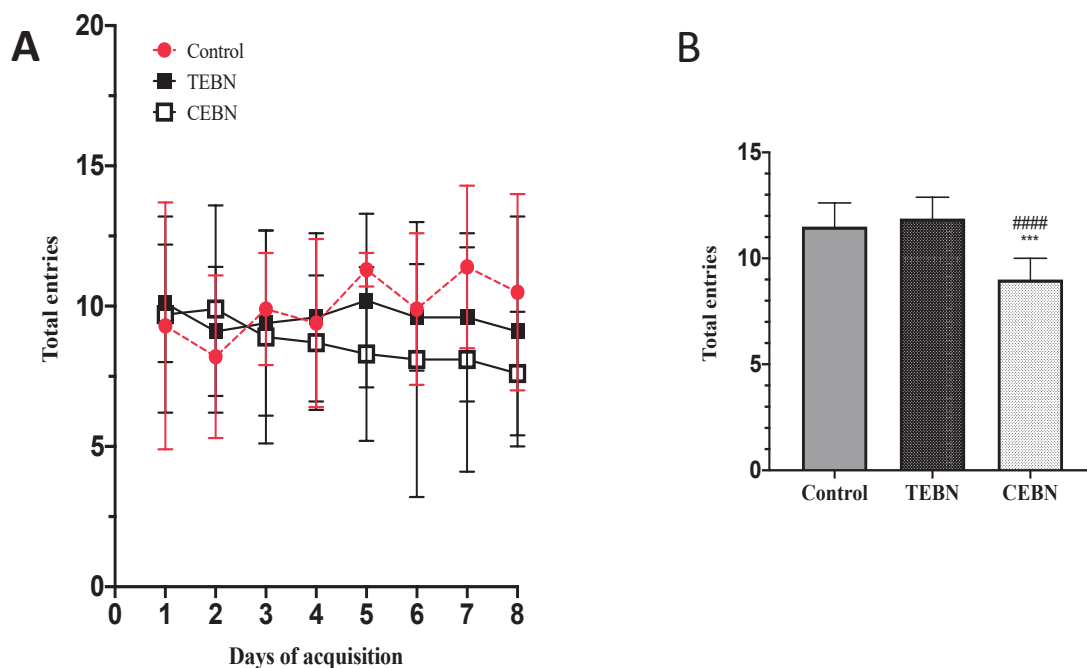 A
20
15
10
5
0
Total entries
Control
TEBN
CEBN
0 1 2 3 4 5 6 7 8
Days of acquisition
B
15
10
5
0
Total entries
####
***
Control TEBN CEBN